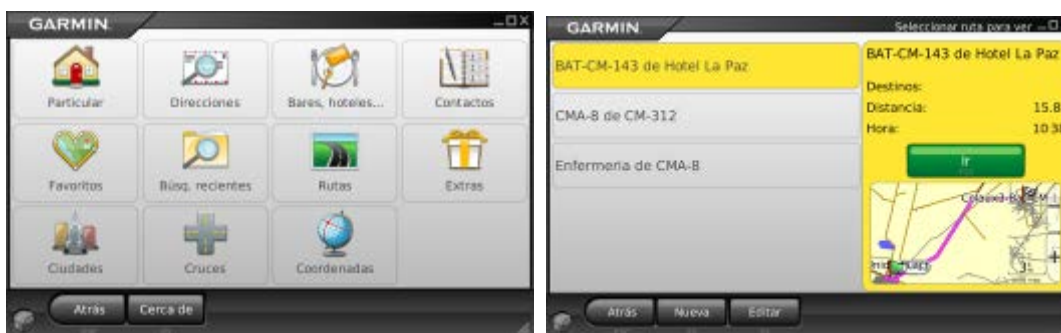 GARMIN
Particular
Direcciones
Bares, hoteles...
Contactos
Favoritos
Búsq. recientes
Rutas
Extras
Ciudades
Cruces
Coordenadas
Atrás
Cerca de
GARMIN
Seleccionar ruta para ver
BAT-CM-143 de Hotel La Paz
CMA-8 de CM-312
Enfermeria de CMA-8
BAT-CM-143 de Hotel La Paz
Destinos:
Distancia: 15.8
Hora:
Ir
Atrás
Nueva
Editar